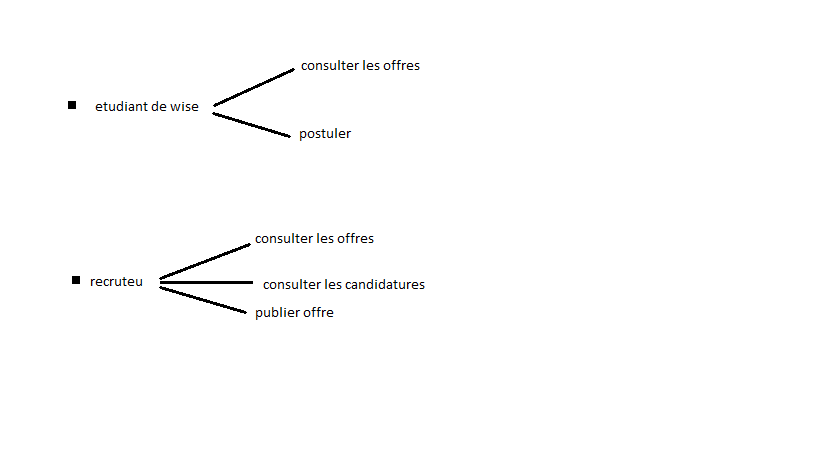 consulter les offres
etudiant de wise
postuler
consulter les offres
recruteu
consulter les candidatures
publier offre